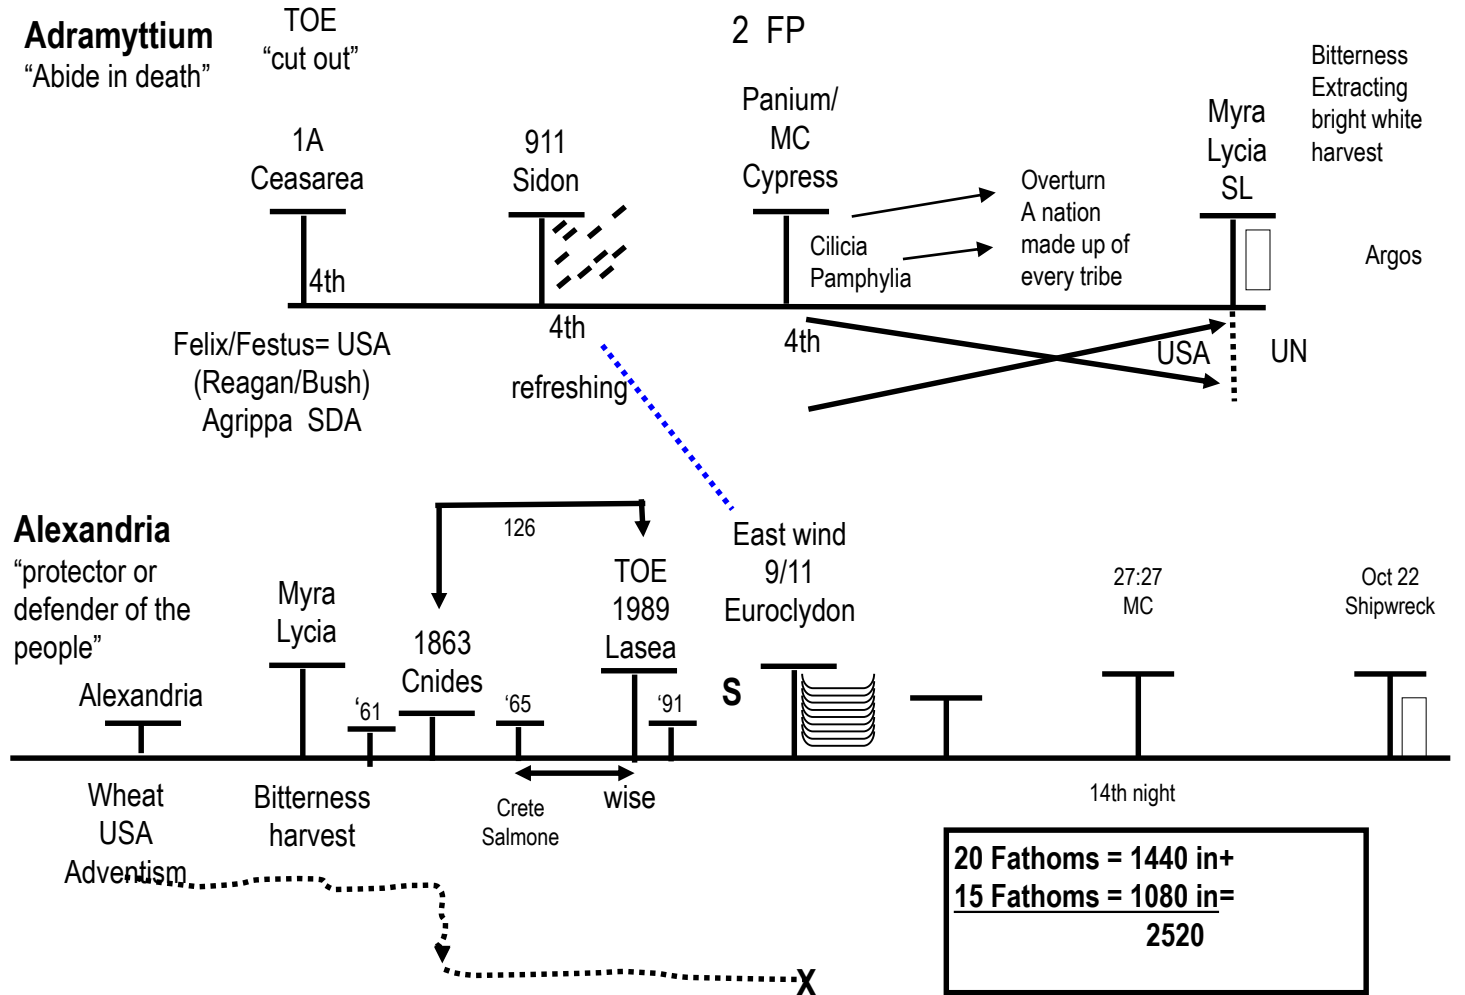 Adramyttium
“Abide in death”
TOE
“cut out”
2 FP
Bitterness
Extracting
bright white
harvest
1A
Ceasarea
911
Sidon
Panium/
MC
Cypress
Myra
Lycia
SL
Overturn
A nation
made up of
every tribe
Cilicia
Pamphylia
Argos
4th
4th
4th
Felix/Festus= USA
(Reagan/Bush)
Agrippa SDA
refreshing
USA
UN
Alexandria
“protector or
defender of the
people”
126
Alexandria
Myra
Lycia
‘61
1863
Cnides
‘65
TOE
1989
Lasea
‘91
S
East wind
9/11
Euroclydon
27:27
MC
Oct 22
Shipwreck
Wheat
USA
Adventism
Bitterness
harvest
Crete
Salmone
wise
14th night
20 Fathoms = 1440 in+
15 Fathoms = 1080 in=
2520
X